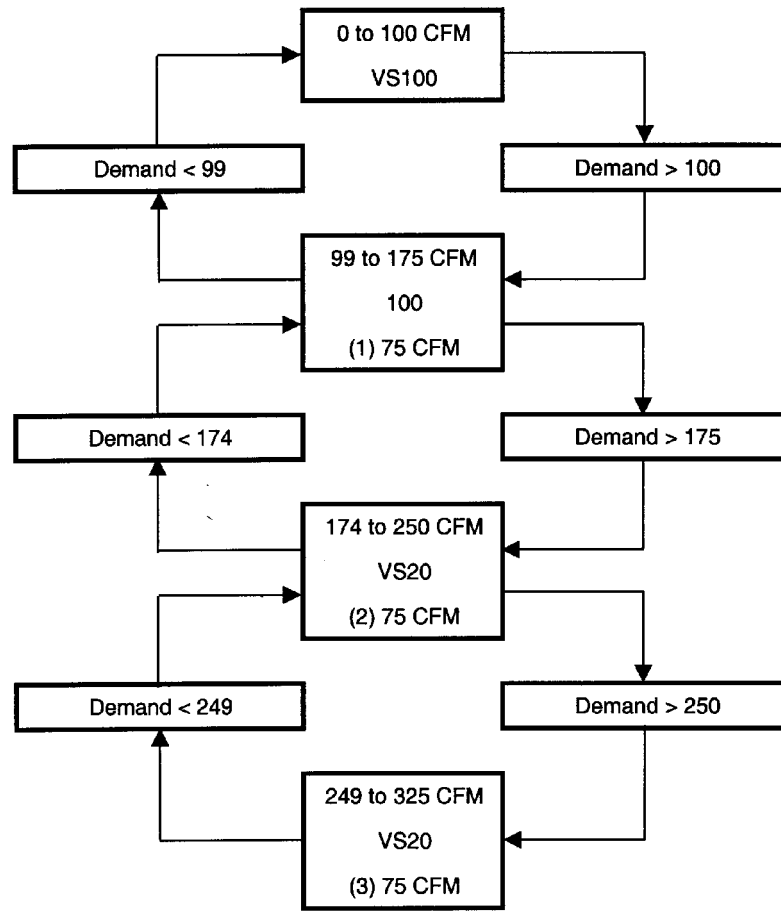 0 to 100 CFM
VS100
Demand < 99
Demand > 100
99 to 175 CFM
100
(1) 75 CFM
Demand < 174
Demand > 175
174 to 250 CFM
VS20
(2) 75 CFM
Demand < 249
Demand > 250
249 to 325 CFM
VS20
(3) 75 CFM